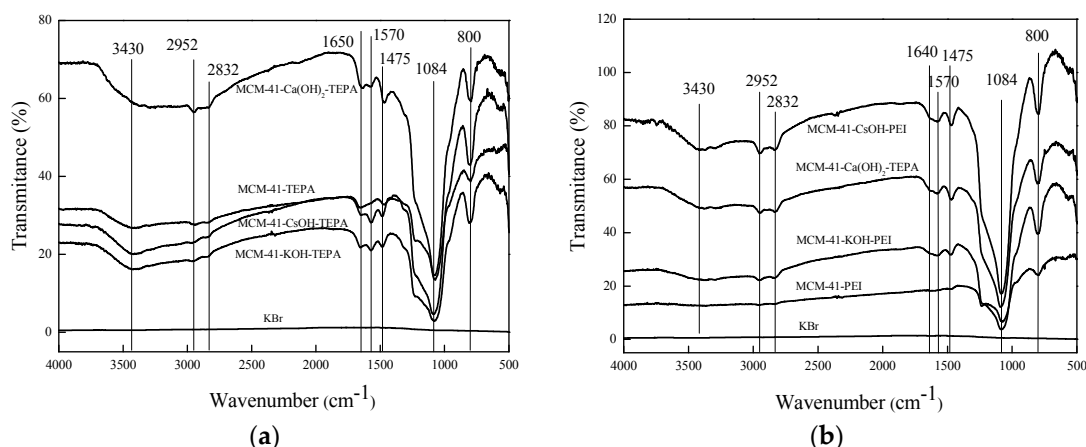 80
60
40
20
0
Transmitance (%)
3430
2952
2832
1650
1570
1475
1084
800
MCM-41-Ca(OH)2-TEPA
MCM-41-TEPA
MCM-41-CsOH-TEPA
MCM-41-KOH-TEPA
KBr
4000 3000 2000 1500 1000 500
Wavenumber (cm-1)
(a)
120
100
80
60
40
20
0
Transmitance (%)
3430
2952
2832
1640
1570
1475
1084
800
MCM-41-CsOH-PEI
MCM-41-Ca(OH)2-TEPA
MCM-41-KOH-PEI
MCM-41-PEI
KBr
4000 3000 2000 1500 1000 500
Wavenumber (cm-1)
(b)